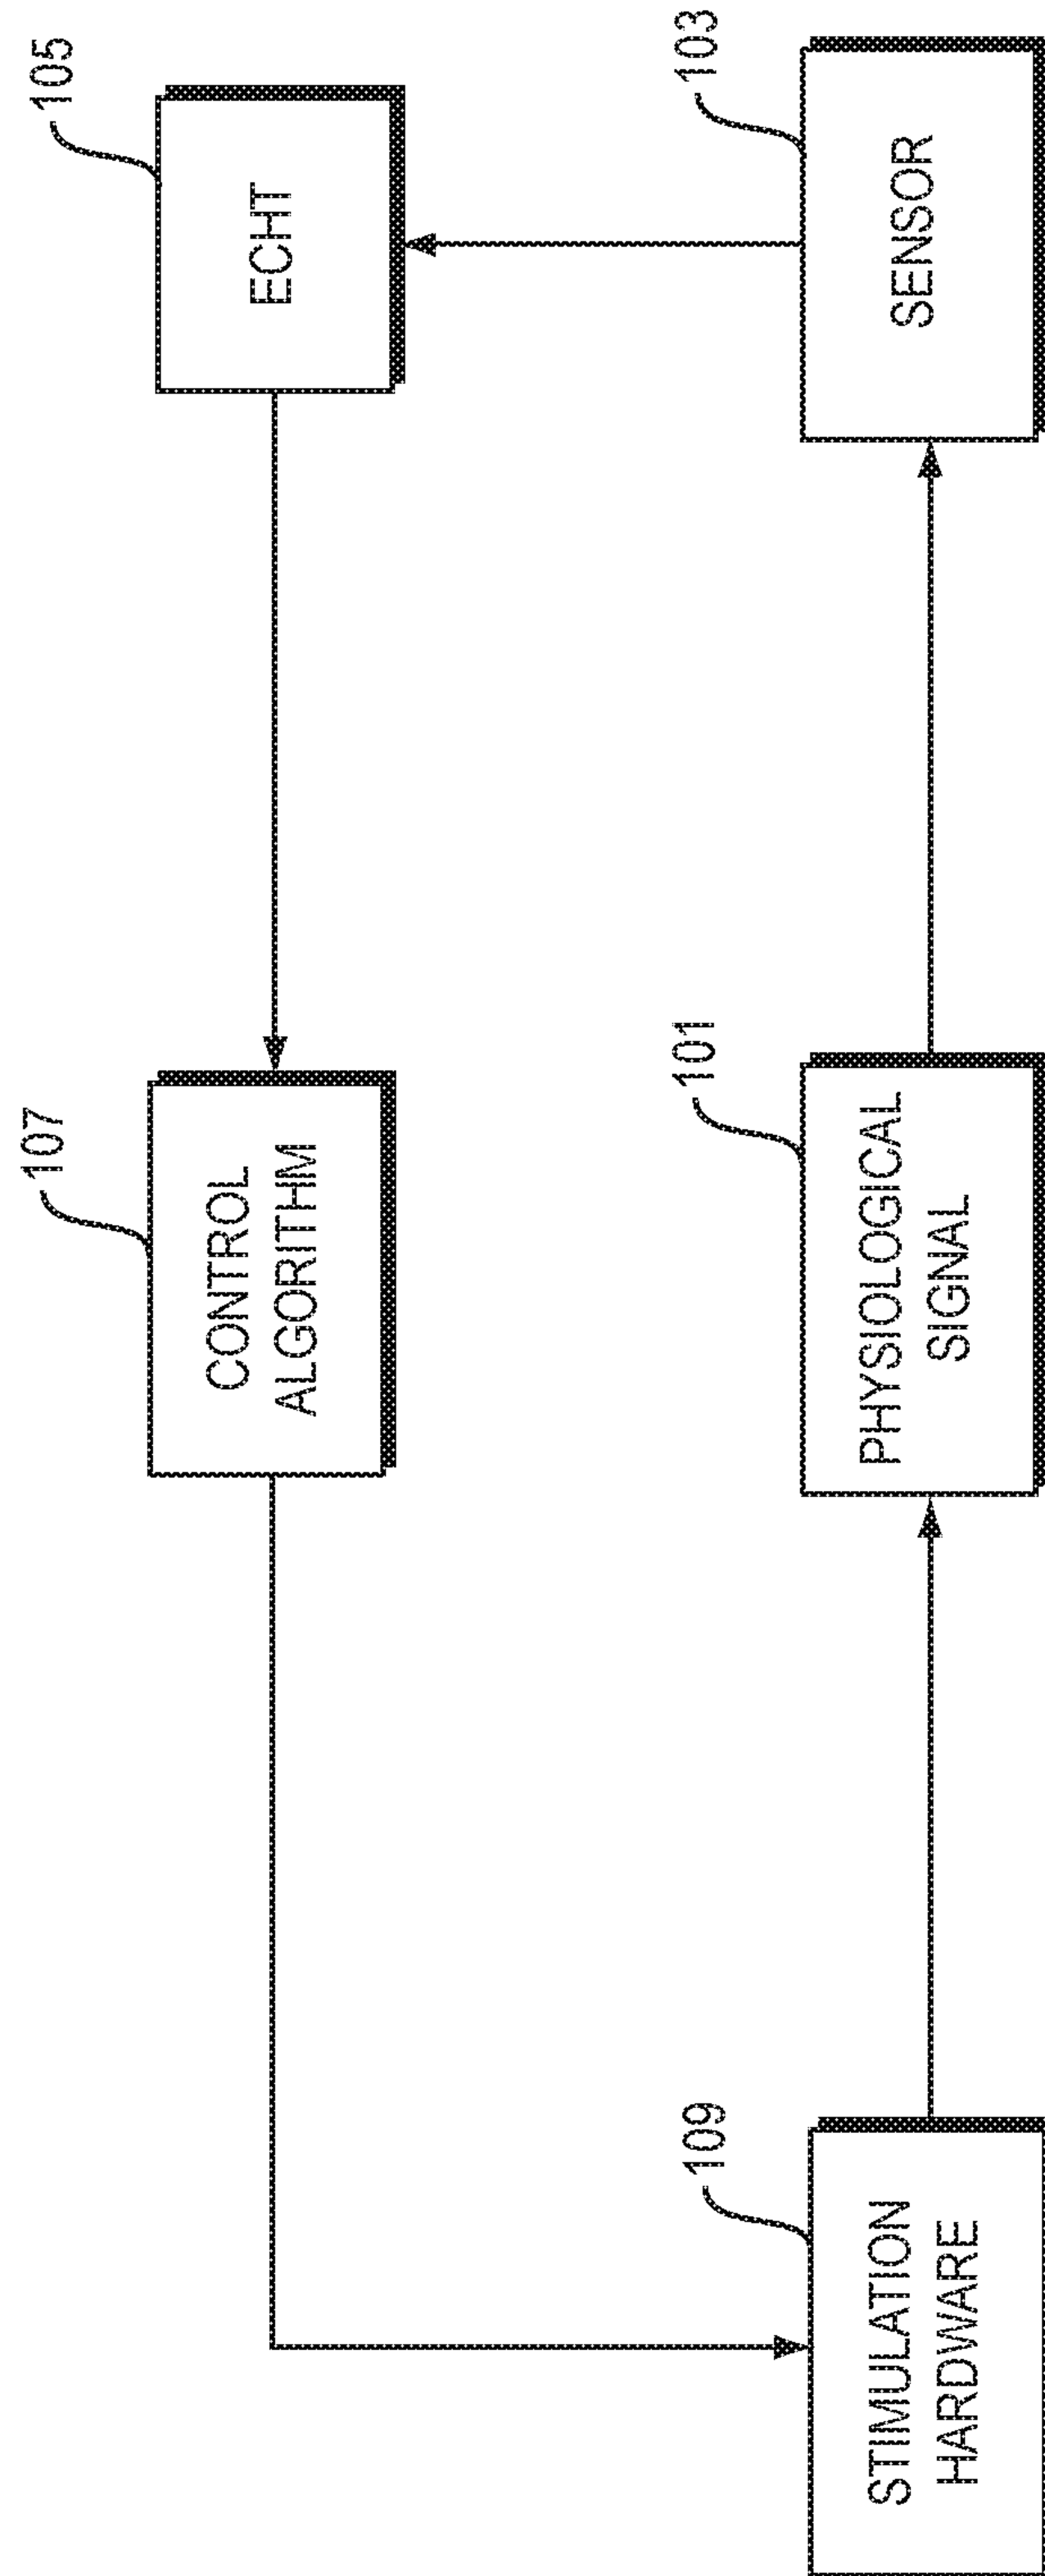 107
CONTROL
ALGORITHM
105
ECHT
109
STIMULATION
HARDWARE
101
PHYSIOLOGICAL
SIGNAL
103
SENSOR